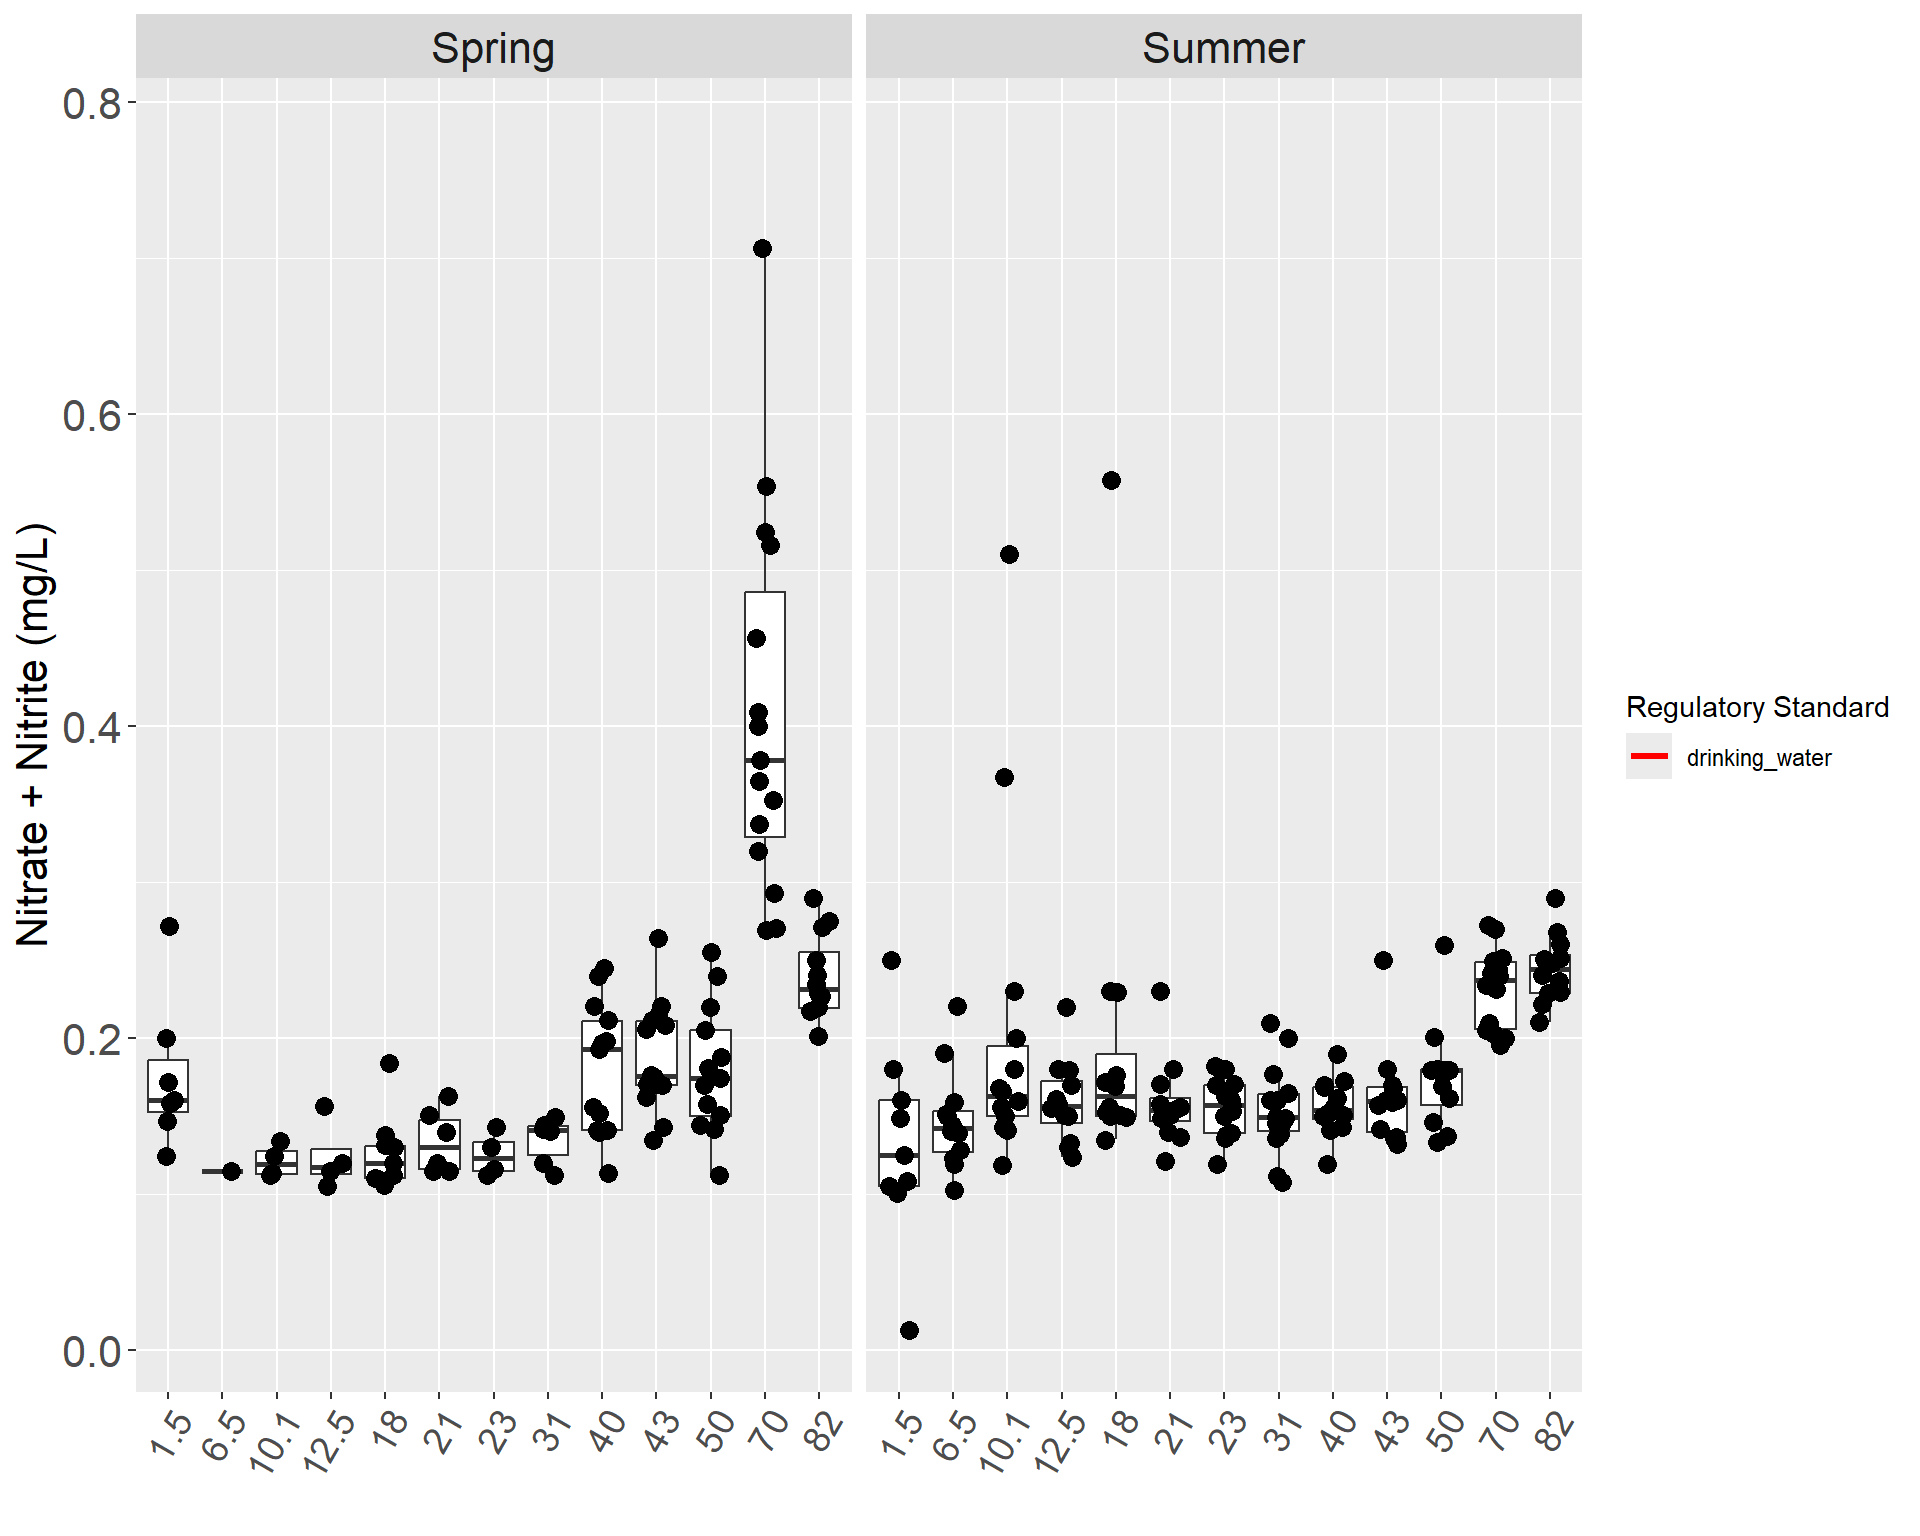 Spring Summer
0.8
0.6
0.4
0.2
0.0
Nitrate + Nitrite (mg/L)
1.5 6.5 10.1 12.5 18 21 23 31 40 43 50 70 82 1.5 6.5 10.1 12.5 18 21 23 31 40 43 50 70 82
Regulatory Standard
drinking_water